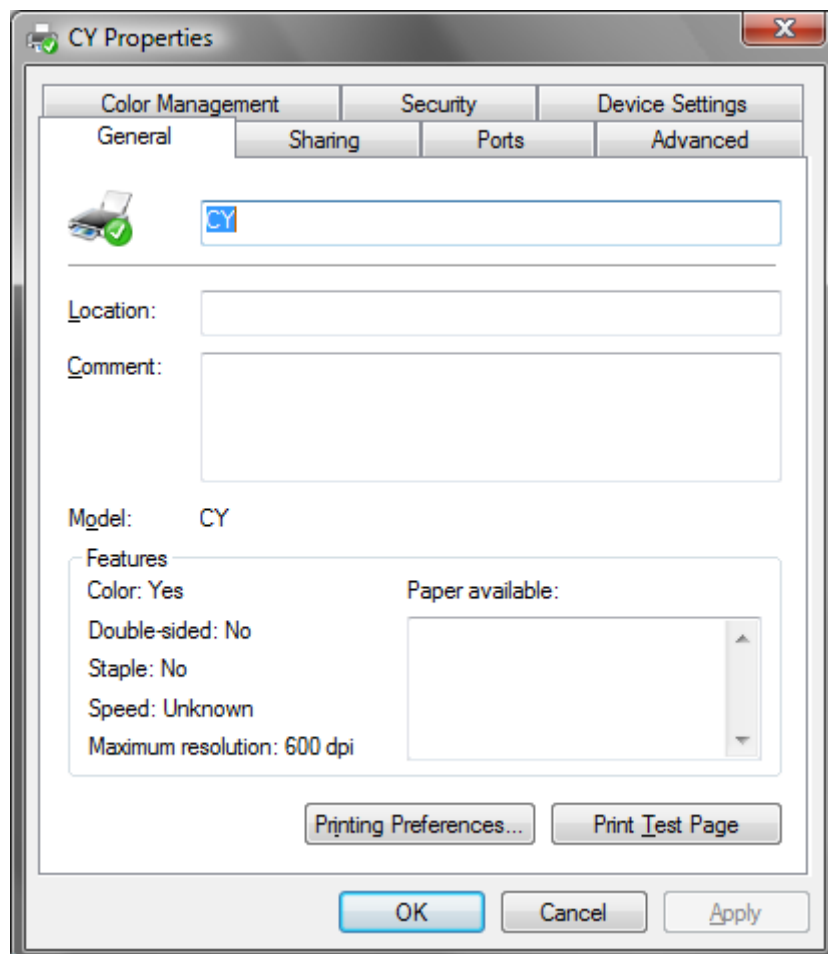 CY Properties
Color Management Security Device Settings
General Sharing Ports Advanced
CY
Location:
Comment:
Model: CY
Features
Color: Yes Paper available:
Double-sided: No
Staple: No
Speed: Unknown
Maximum resolution: 600 dpi
Printing Preferences... Print Test Page
OK Cancel Apply